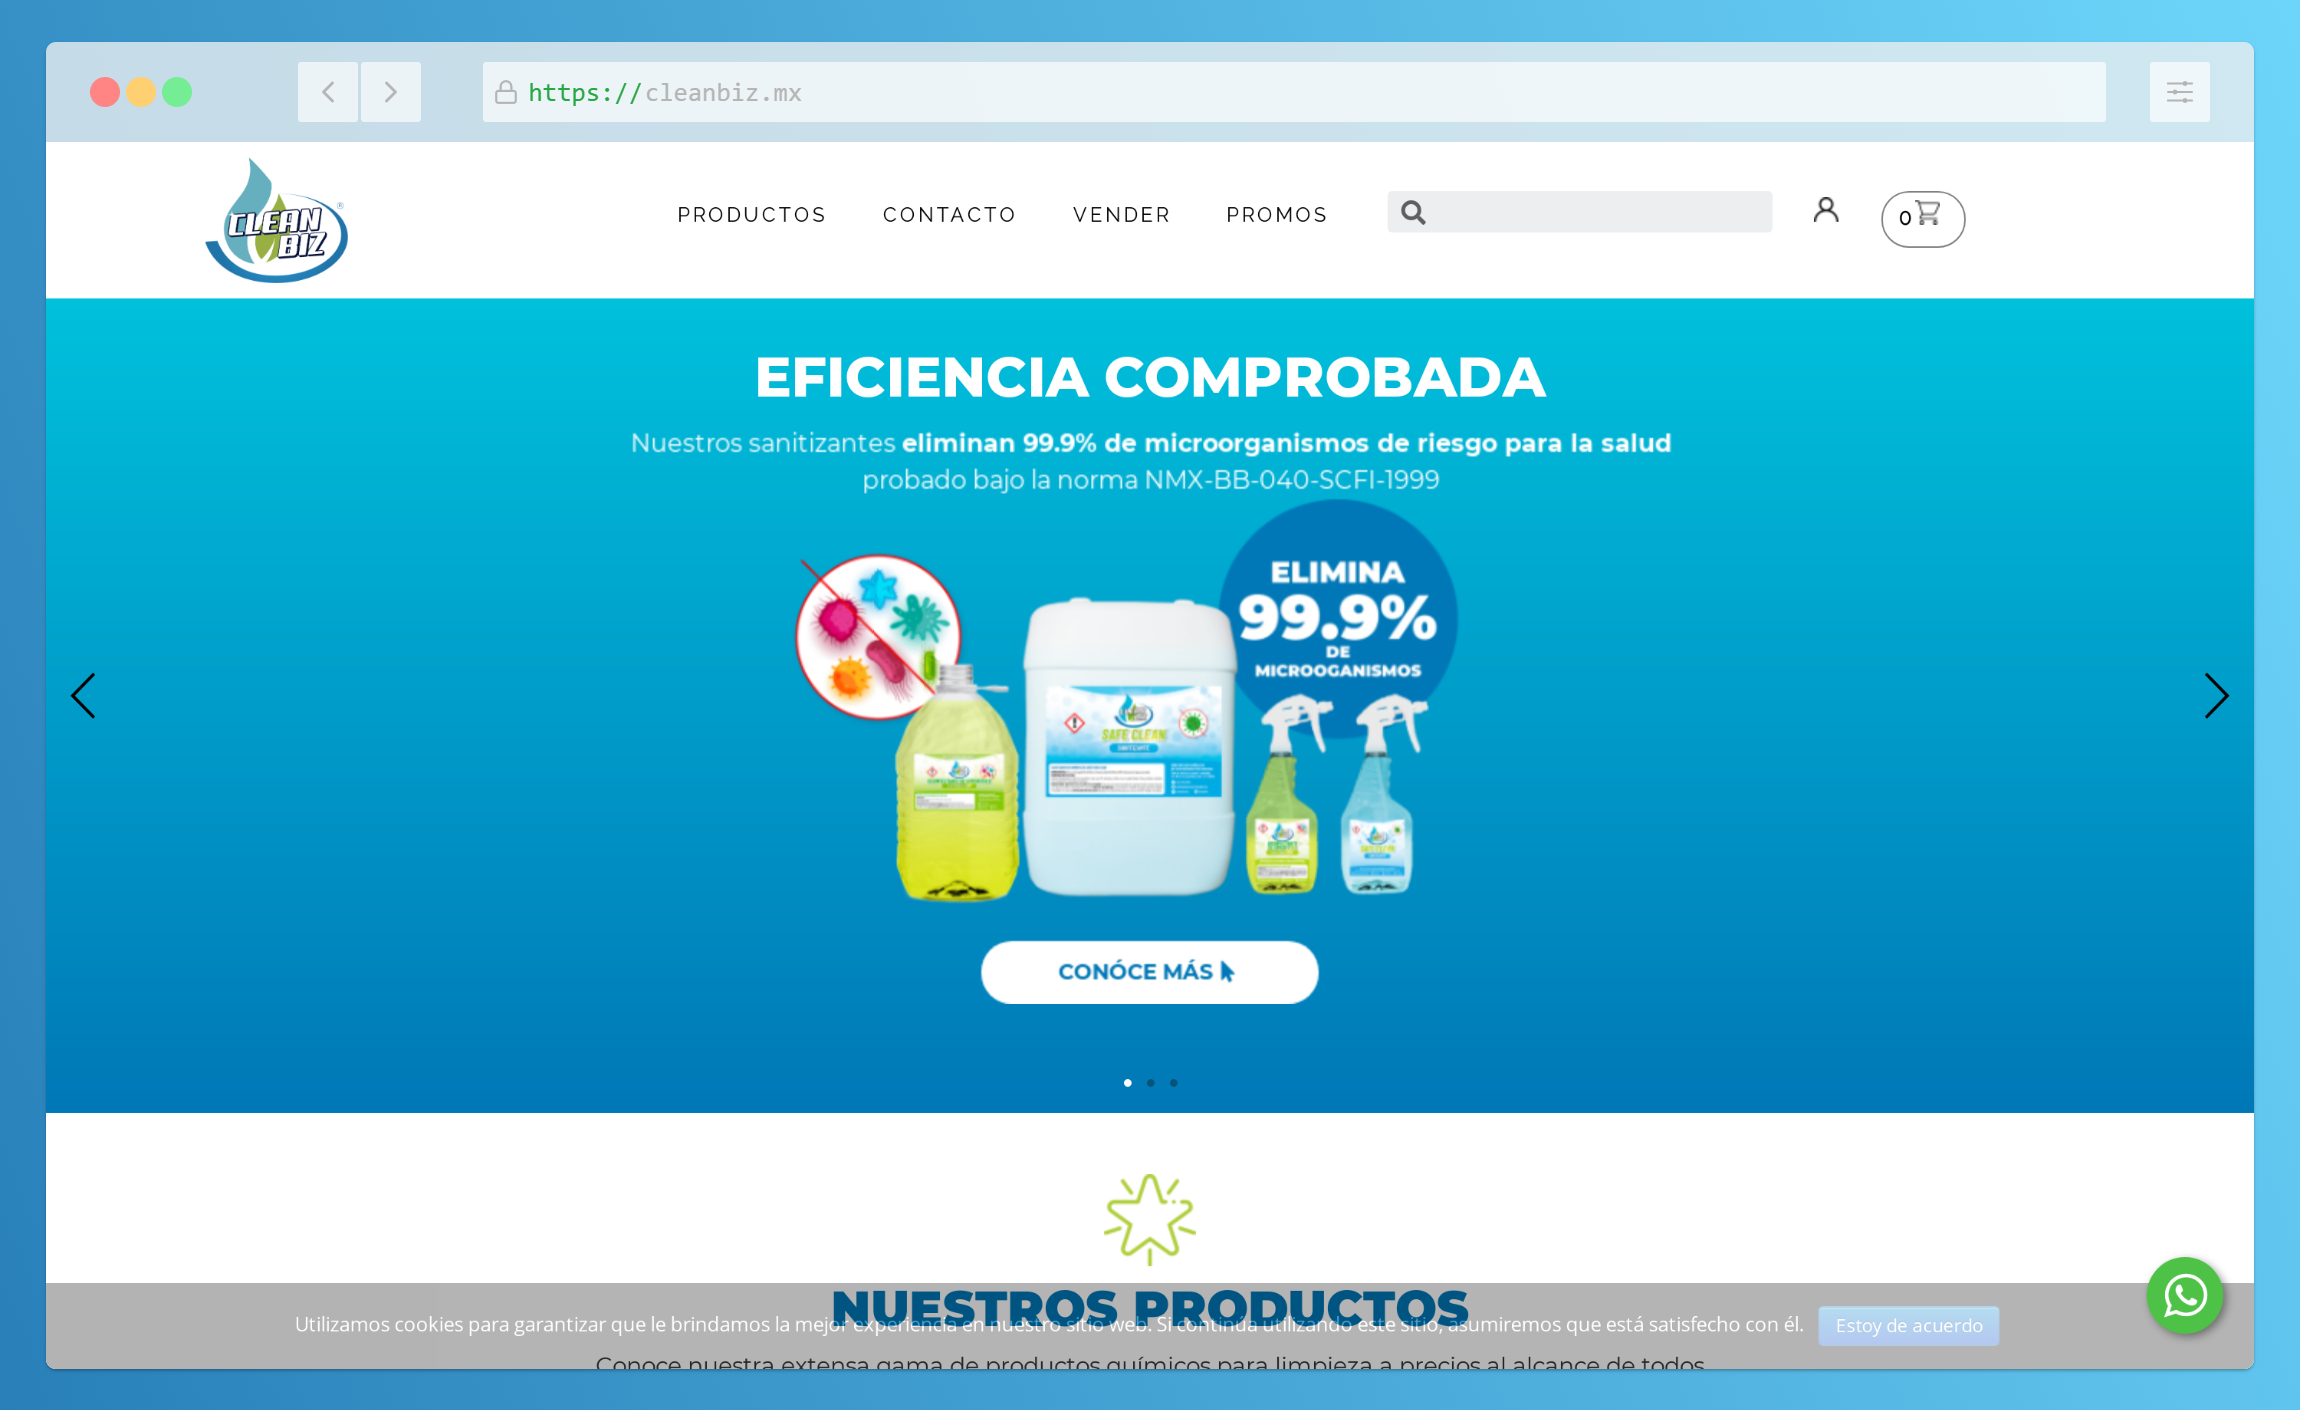 https://cleanbiz.mx
CLEAN BIZ ®
PRODUCTOS CONTACTO VENDER PROMOS 0
EFICIENCIA COMPROBADA
Nuestros sanitizantes eliminan 99.9% de microorganismos de riesgo para la salud
probado bajo la norma NMX-BB-040-SCFI-1999
ELIMINA
99.9%
DE
MICROOGANISMOS
SAFE CLEAN
SANITIZANTE
CONÓCE MÁS
NUESTROS PRODUCTOS
Utilizamos cookies para garantizar que le brindamos la mejor experiencia en nuestro sitio web. Si continúa utilizando este sitio, asumiremos que está satisfecho con él. Estoy de acuerdo
Conoce nuestra extensa gama de productos químicos para limpieza a precios al alcance de todos